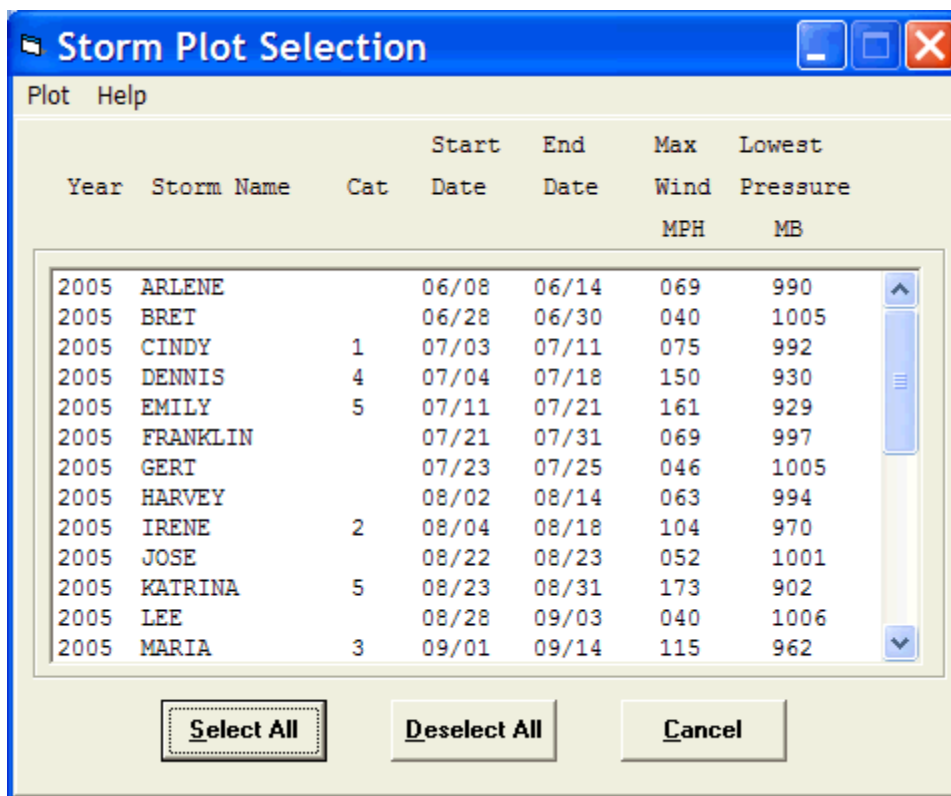 Storm Plot Selection
Plot Help
Start End Max Lowest
Year Storm Name Cat Date Date Wind Pressure
MPH MB
2005 ARLENE 06/08 06/14 069 990
2005 BRET 06/28 06/30 040 1005
2005 CINDY 1 07/03 07/11 075 992
2005 DENNIS 4 07/04 07/18 150 930
2005 EMILY 5 07/11 07/21 161 929
2005 FRANKLIN 07/21 07/31 069 997
2005 GERT 07/23 07/25 046 1005
2005 HARVEY 08/02 08/14 063 994
2005 IRENE 2 08/04 08/18 104 970
2005 JOSE 08/22 08/23 052 1001
2005 KATRINA 5 08/23 08/31 173 902
2005 LEE 08/28 09/03 040 1006
2005 MARIA 3 09/01 09/14 115 962
Select All Deselect All Cancel